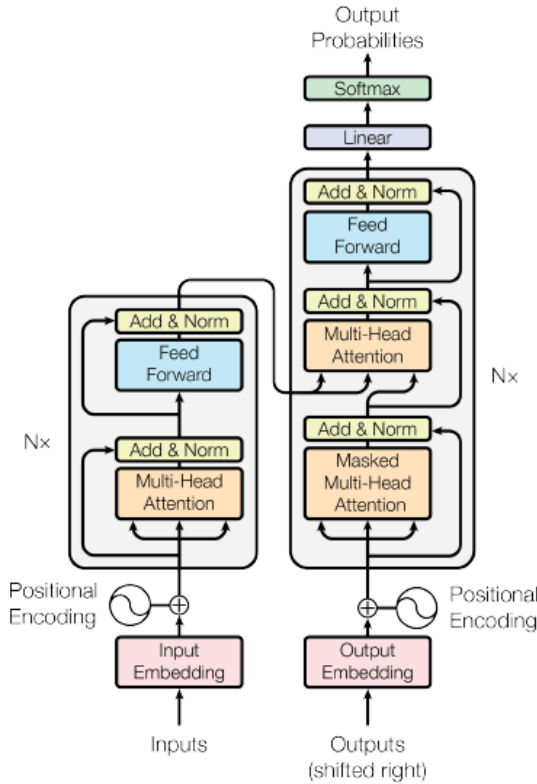 Output
Probabilities
Softmax
Linear
Add & Norm
Feed
Forward
Add & Norm
Multi-Head
Attention
Nx
Add & Norm
Masked
Multi-Head
Attention
Add & Norm
Feed
Forward
Nx
Add & Norm
Multi-Head
Attention
Positional
Encoding
Positional
Encoding
Input
Embedding
Output
Embedding
Inputs
Outputs
(shifted right)